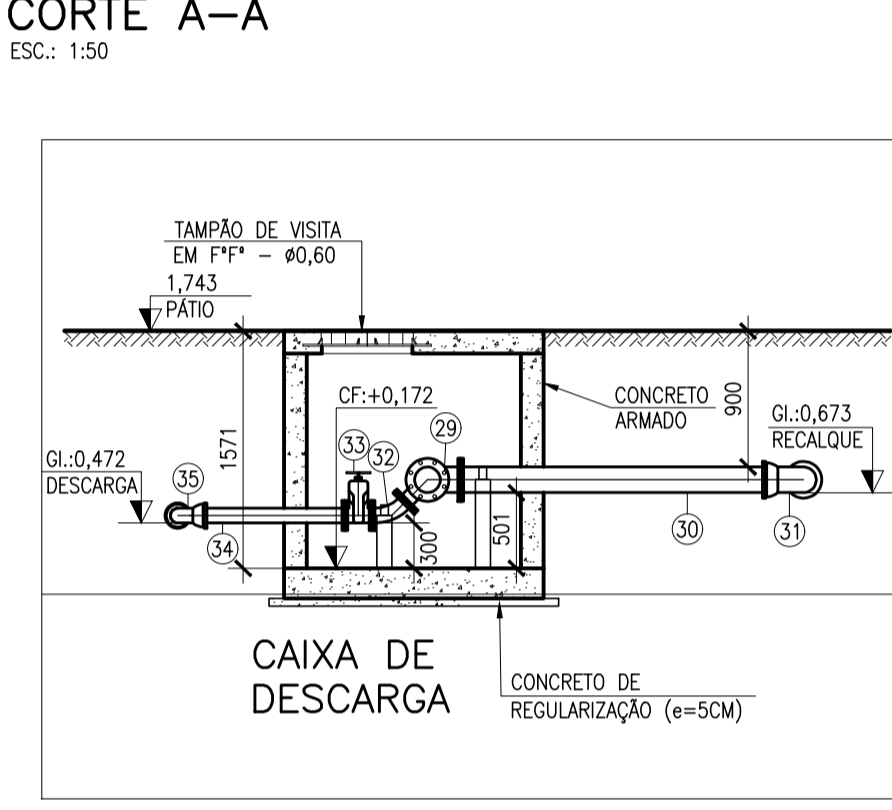 CORTE A–A
ESC.: 1:50
TAMPÃO DE VISITA
EM FºFº – ø0,60
1,743
PÁTIO
CF:+0,172
CONCRETO
ARMADO
900
GI.:0,673
RECALQUE
GI.:0,472
DESCARGA
1571
35
33
32
29
34
300
501
30
31
CAIXA DE
DESCARGA
CONCRETO DE
REGULARIZAÇÃO (e=5CM)